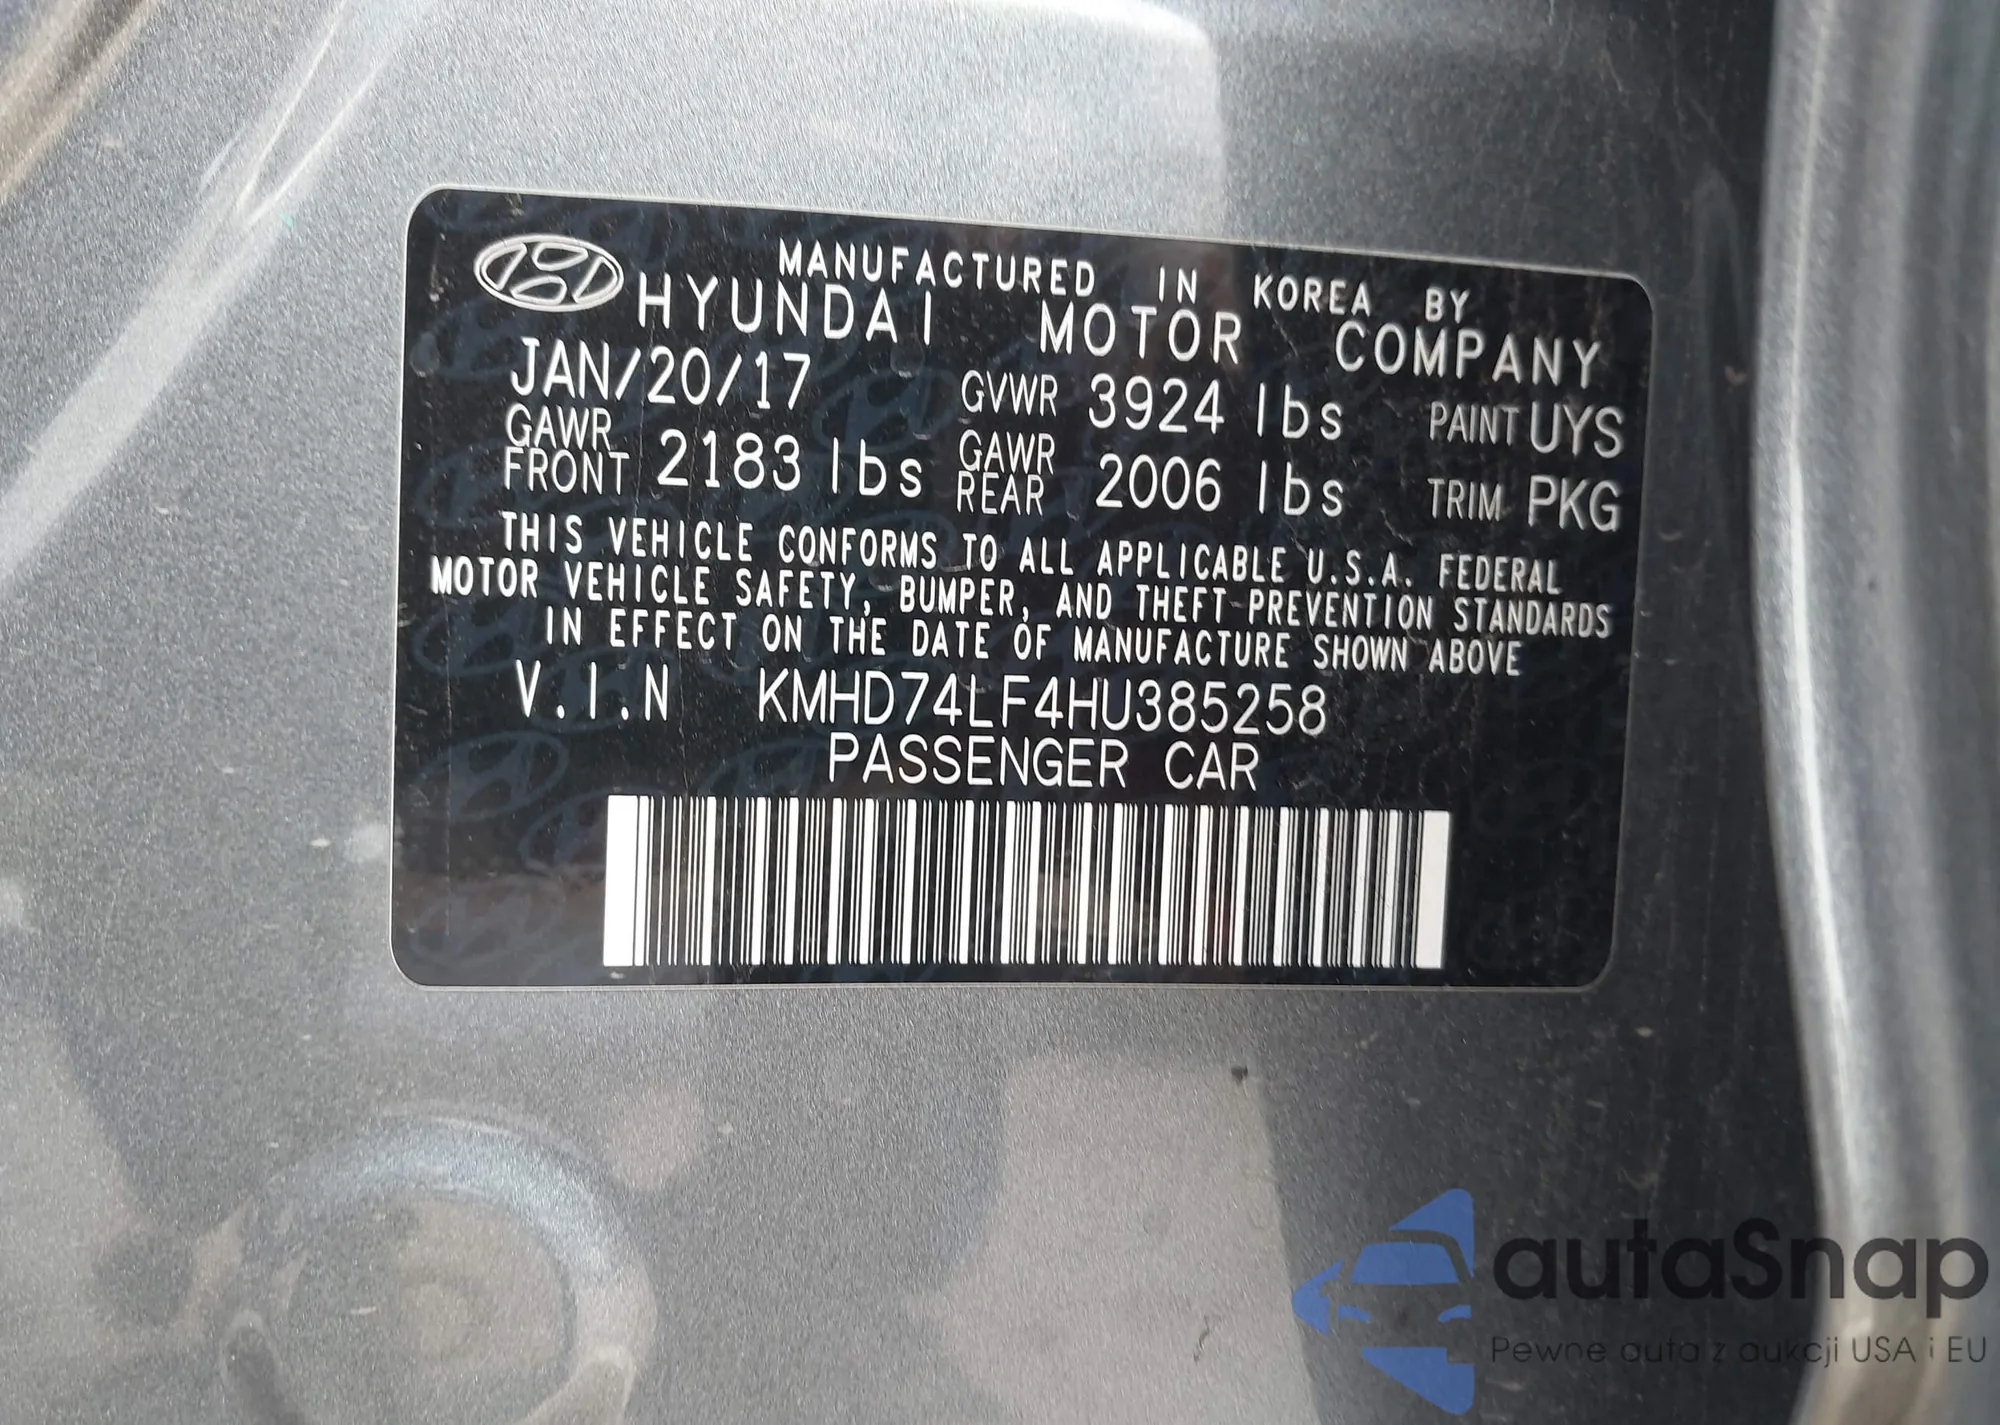 MANUFACTURED IN KOREA BY
HYUNDAI MOTOR COMPANY
JAN/20/17 GVWR 3924 lbs PAINT UYS
GAWR FRONT 2183 lbs GAWR REAR 2006 lbs TRIM PKG
THIS VEHICLE CONFORMS TO ALL APPLICABLE U.S.A. FEDERAL
MOTOR VEHICLE SAFETY, BUMPER, AND THEFT PREVENTION STANDARDS
IN EFFECT ON THE DATE OF MANUFACTURE SHOWN ABOVE
V.I.N KMHD74LF4HU385258
PASSENGER CAR
autaSnap
Pewne auta z aukcji USA i EU